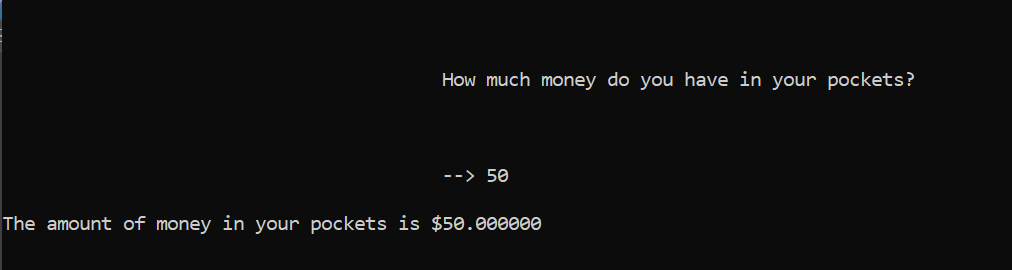 How much money do you have in your pockets?
--> 50
The amount of money in your pockets is $50.000000